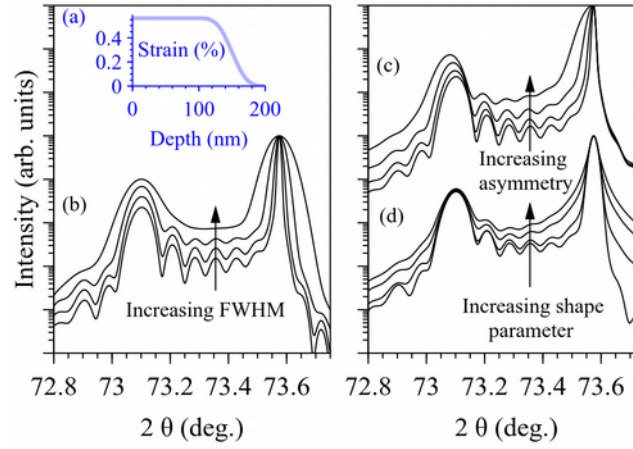 (a)
0.6
0.4
0.2
0
Strain (%)
0 100 200
Depth (nm)
(b)
Increasing FWHM
Intensity (arb. units)
72.8 73 73.2 73.4 73.6
2 θ (deg.)
(c)
Increasing
asymmetry
(d)
Increasing shape
parameter
72.8 73 73.2 73.4 73.6
2 θ (deg.)